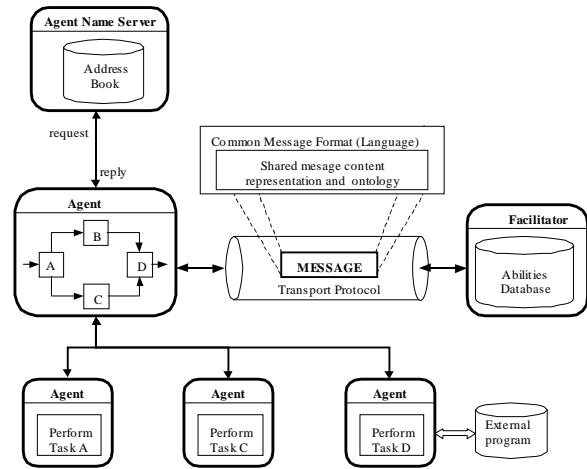 Agent Name Server
Address
Book
request
reply
Common Message Format (Language)
Shared mesage content
representation and ontology
Agent
A
B
C
D
MESSAGE
Transport Protocol
Facilitator
Abilities
Database
Agent
Perform
Task A
Agent
Perform
Task C
Agent
Perform
Task D
External
program